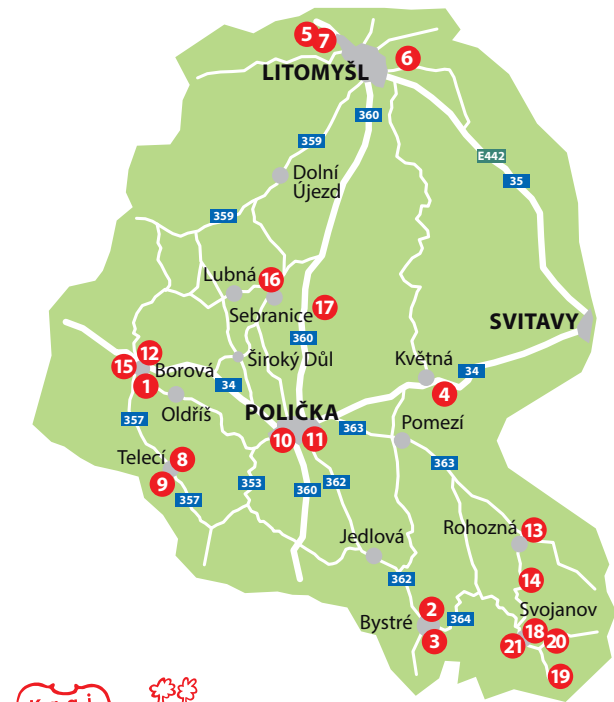 5
7
6
LITOMYŠL
360
359
E442
35
Dolní
Újezd
359
Lubná
16
Sebranice
17
SVITAVY
360
12
15
Borová
1
Široký Důl
Květná
34
4
34
Oldříš
357
POLIČKA
10
11
363
Pomezí
363
Telecí
8
9
357
353
360
362
Rohozná
13
Jedlová
14
362
2
Bystré
364
3
Svojanov
18
20
21
19